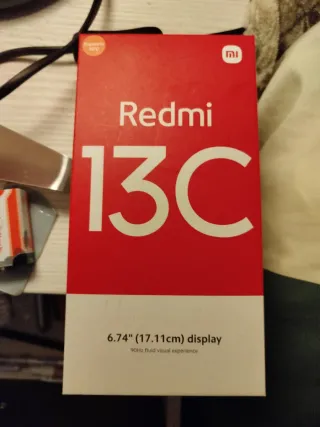 mi
Redmi
13C
6.74" (17.11cm) display
90Hz fluid visual experience